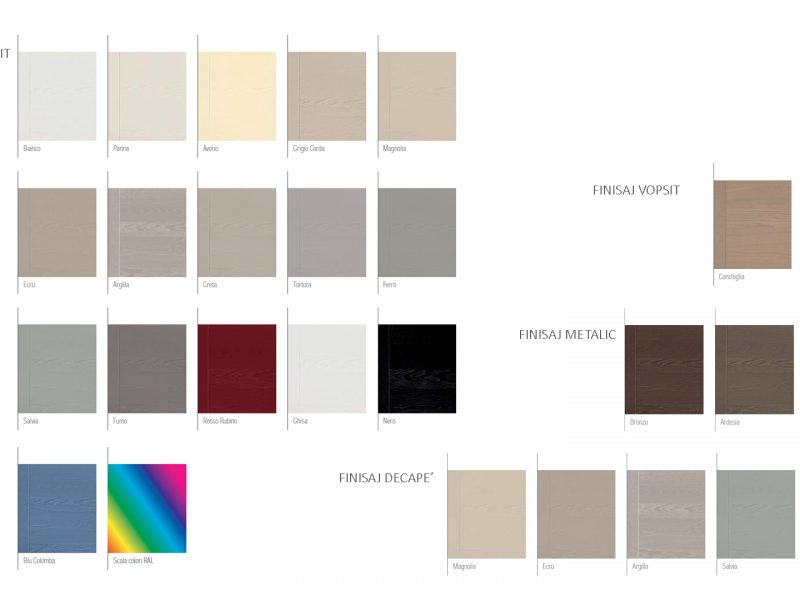 IT
Bianco
Panna
Avorio
Grigio Corda
Magnolia
FINISAJ VOPSIT
Conchiglia
Ecrù
Argilla
Creta
Tortora
Ferro
FINISAJ METALIC
Bronzo
Ardesia
Salvia
Fumo
Rosso Rubino
Ghisa
Nero
FINISAJ DECAPE’
Magnolia
Ecrù
Argilla
Salvia
Blu Colomba
Scala colori RAL